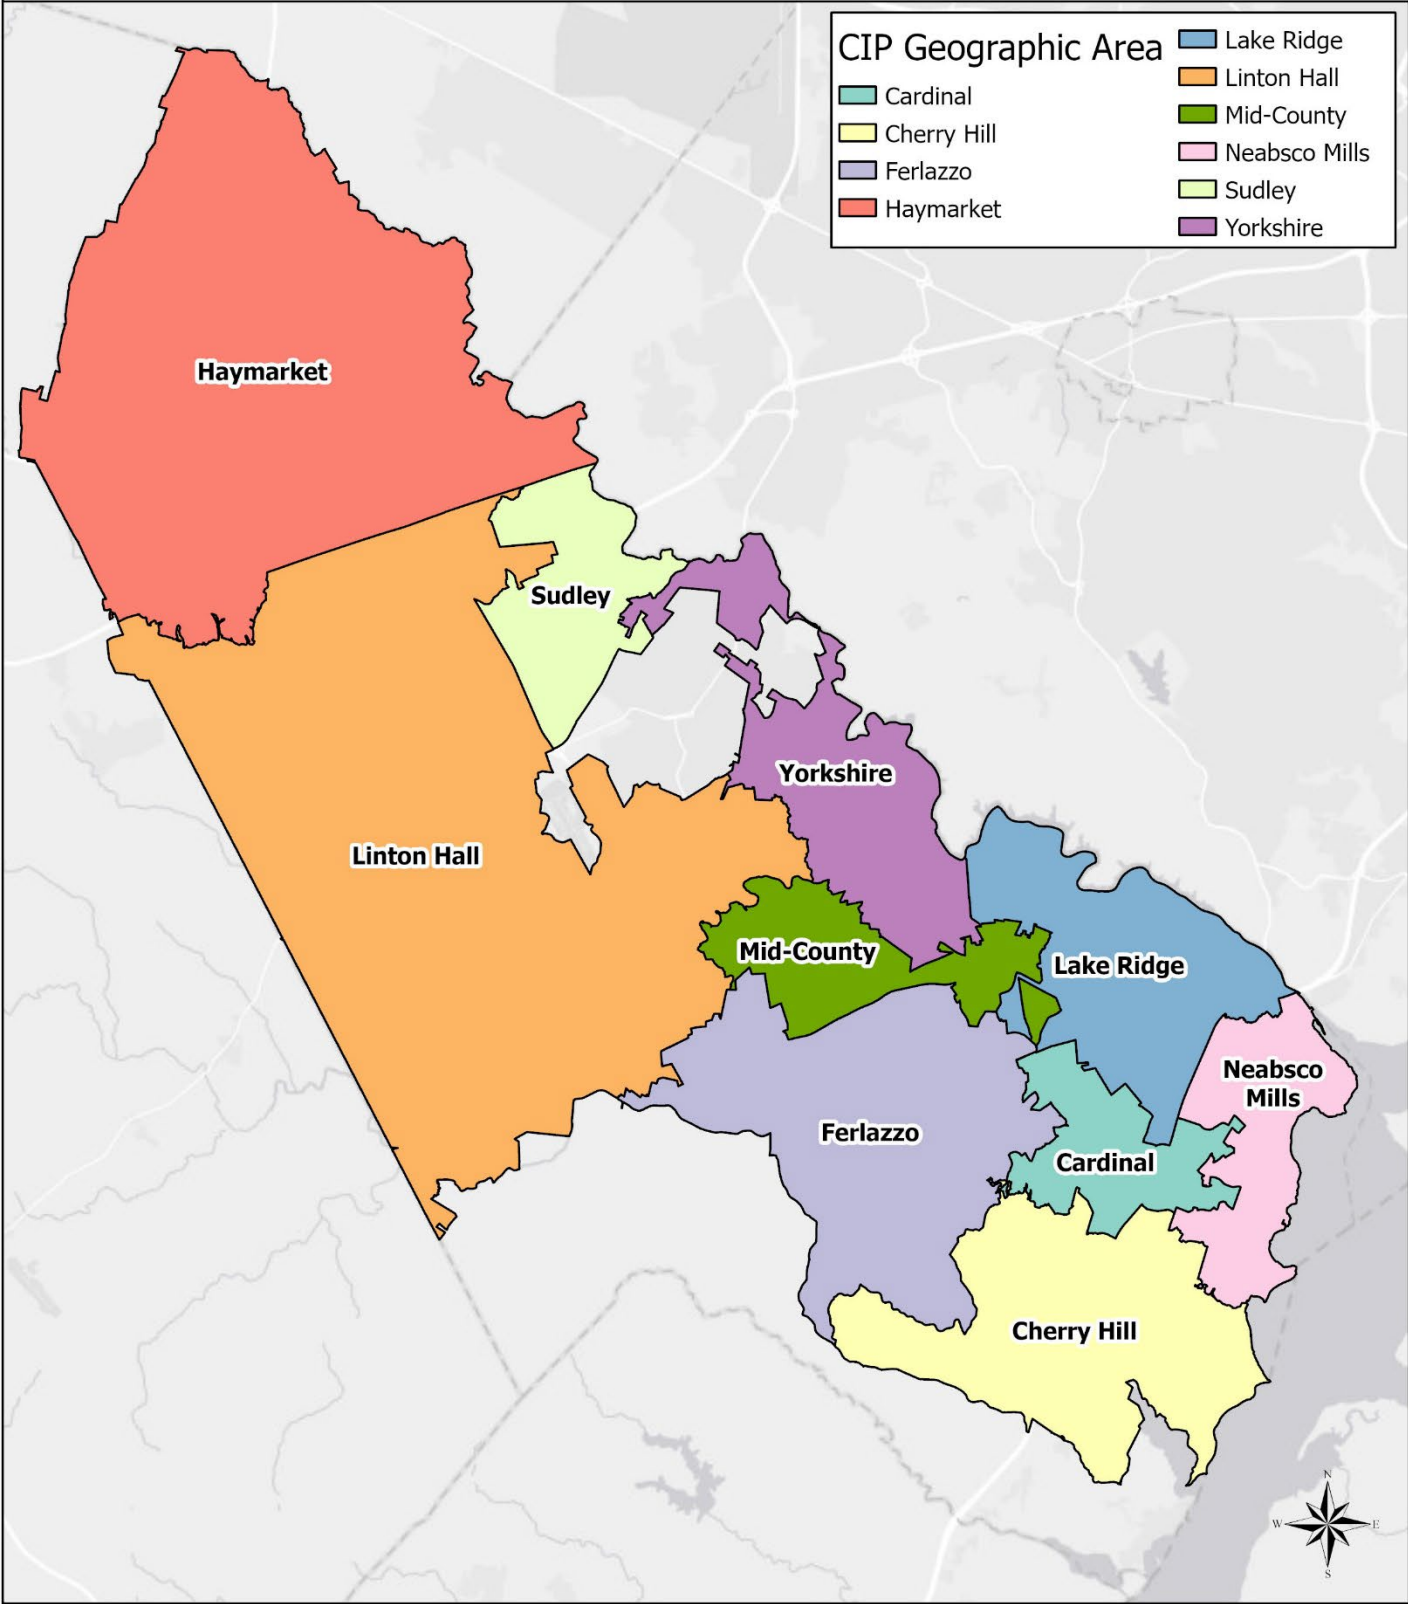 CIP Geographic Area
Cardinal
Cherry Hill
Ferlazzo
Haymarket
Lake Ridge
Linton Hall
Mid-County
Neabsco Mills
Sudley
Yorkshire
Haymarket
Sudley
Yorkshire
Linton Hall
Mid-County
Lake Ridge
Neabsco
Mills
Ferlazzo
Cardinal
Cherry Hill
N
W
E
S